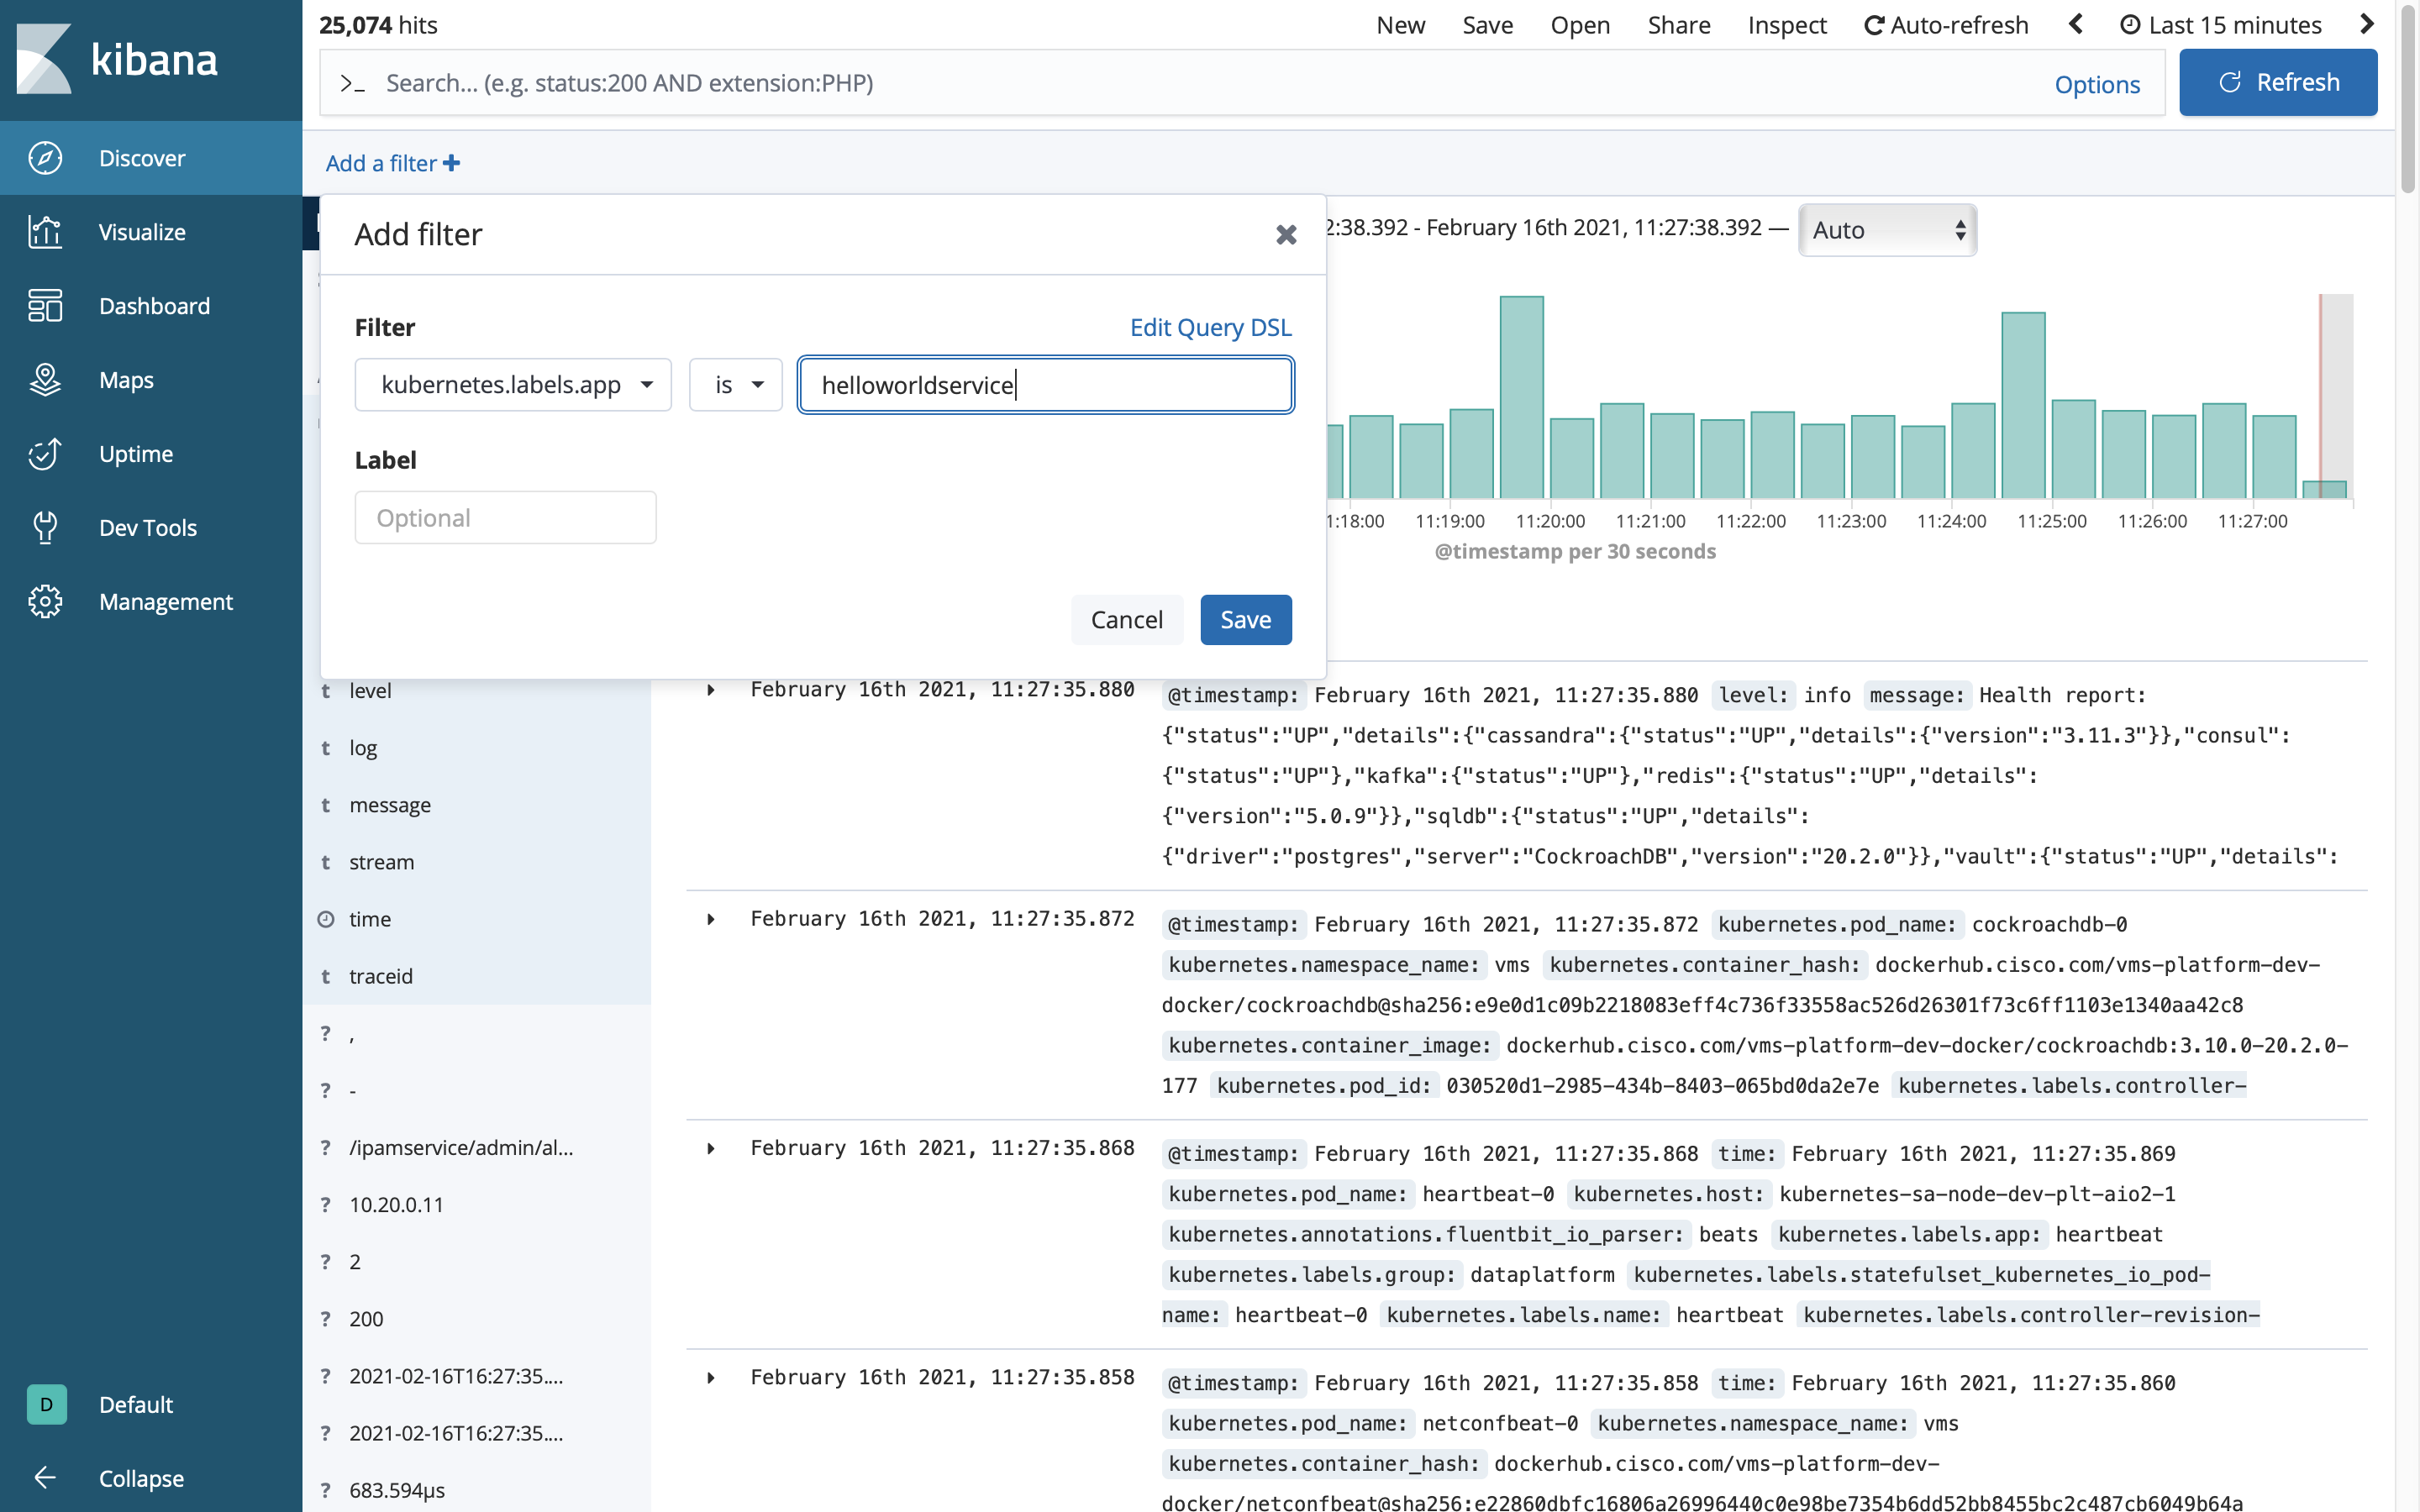 kibana
Discover
Visualize
Dashboard
Maps
Uptime
Dev Tools
Management
D Default
Collapse
25,074 hits
New Save Open Share Inspect Auto-refresh Last 15 minutes
>_ Search... (e.g. status:200 AND extension:PHP) Options Refresh
Add a filter
Add filter
Filter Edit Query DSL
kubernetes.labels.app is helloworldservice
Label
Optional
Cancel Save
2:38.392 - February 16th 2021, 11:27:38.392 — Auto
1:18:00 11:19:00 11:20:00 11:21:00 11:22:00 11:23:00 11:24:00 11:25:00 11:26:00 11:27:00
@timestamp per 30 seconds
t level
t log
t message
t stream
time
t traceid
? ,
? -
? /ipamservice/admin/al...
? 10.20.0.11
? 2
? 200
? 2021-02-16T16:27:35....
? 2021-02-16T16:27:35....
? 683.594µs
February 16th 2021, 11:27:35.880 @timestamp: February 16th 2021, 11:27:35.880 level: info message: Health report:
{"status":"UP","details":{"cassandra":{"status":"UP","details":{"version":"3.11.3"}},"consul":
{"status":"UP"},"kafka":{"status":"UP"},"redis":{"status":"UP","details":
{"version":"5.0.9"}},"sqldb":{"status":"UP","details":
{"driver":"postgres","server":"CockroachDB","version":"20.2.0"}},"vault":{"status":"UP","details":
February 16th 2021, 11:27:35.872 @timestamp: February 16th 2021, 11:27:35.872 kubernetes.pod_name: cockroachdb-0
kubernetes.namespace_name: vms kubernetes.container_hash: dockerhub.cisco.com/vms-platform-dev-
docker/cockroachdb@sha256:e9e0d1c09b2218083eff4c736f33558ac526d26301f73c6ff1103e1340aa42c8
kubernetes.container_image: dockerhub.cisco.com/vms-platform-dev-docker/cockroachdb:3.10.0-20.2.0-
177 kubernetes.pod_id: 030520d1-2985-434b-8403-065bd0da2e7e kubernetes.labels.controller-
February 16th 2021, 11:27:35.868 @timestamp: February 16th 2021, 11:27:35.868 time: February 16th 2021, 11:27:35.869
kubernetes.pod_name: heartbeat-0 kubernetes.host: kubernetes-sa-node-dev-plt-aio2-1
kubernetes.annotations.fluentbit_io_parser: beats kubernetes.labels.app: heartbeat
kubernetes.labels.group: dataplatform kubernetes.labels.statefulset_kubernetes_io_pod-
name: heartbeat-0 kubernetes.labels.name: heartbeat kubernetes.labels.controller-revision-
February 16th 2021, 11:27:35.858 @timestamp: February 16th 2021, 11:27:35.858 time: February 16th 2021, 11:27:35.860
kubernetes.pod_name: netconfbeat-0 kubernetes.namespace_name: vms
kubernetes.container_hash: dockerhub.cisco.com/vms-platform-dev-
docker/netconfbeat@sha256:e22860dbfc16806a26996440c0e98be7354b6dd52bb8455bc2c487cb6049b64a